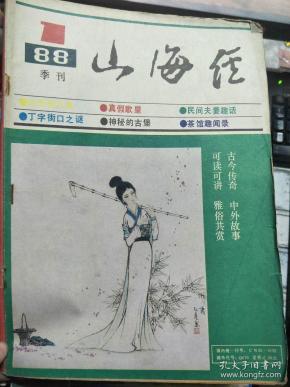 1
88
季刊
山海经
●真假歌星
●民间夫妻趣话
●丁字街口之谜
●神秘的古堡
●茶馆趣闻录
古今传奇 中外故事
可读可讲 雅俗共赏
孔夫子旧书网